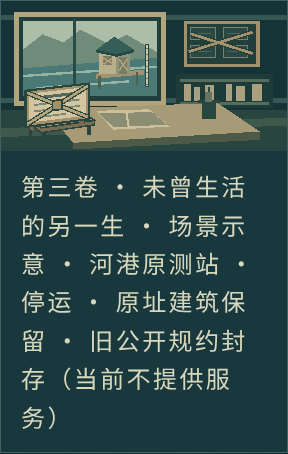 第三卷 · 未曾生活
的另一生 · 场景示
意 · 河港原测站 ·
停运 · 原址建筑保
留 · 旧公开规约封
存（当前不提供服
务）